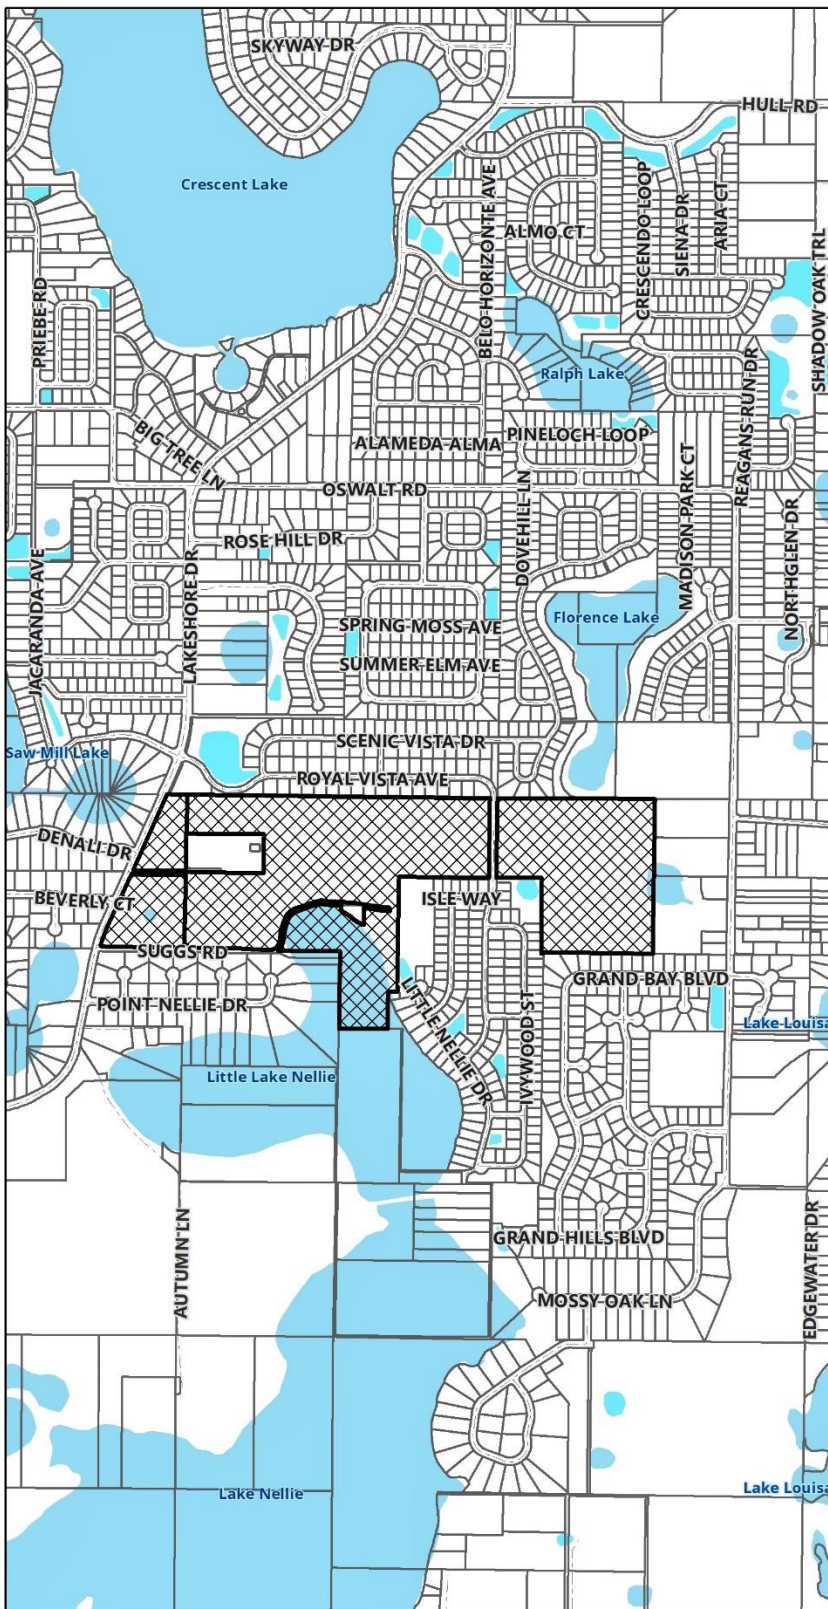 SKYWAY DR
HULL RD
Crescent Lake
BELO HORIZONTE AVE
ALMO CT
CRESCENDO LOOP
SIENA DR
ARIA CT
SHADOW OAK TRL
PRIEBE RD
Ralph Lake
REAGANS RUN DR
BIG TREE LN
ALAMEDA ALMA
PINELOCH LOOP
MADISON PARK CT
OSWALT RD
DOVEHILL LN
NORTHGLEN DR
ROSE HILL DR
JACARANDA AVE
LAKESHORE DR
SPRING MOSS AVE
Florence Lake
SUMMER ELM AVE
SCENIC VISTA DR
Saw Mill Lake
ROYAL VISTA AVE
DENALI DR
BEVERLY CT
ISLE WAY
SUGGS RD
GRAND BAY BLVD
POINT NELLIE DR
LITTLE NELLIE DR
IVYWOOD ST
Lake Louisa
Little Lake Nellie
AUTUMN LN
GRAND HILLS BLVD
EDGEWATER DR
MOSSY OAK LN
Lake Nellie
Lake Louisa